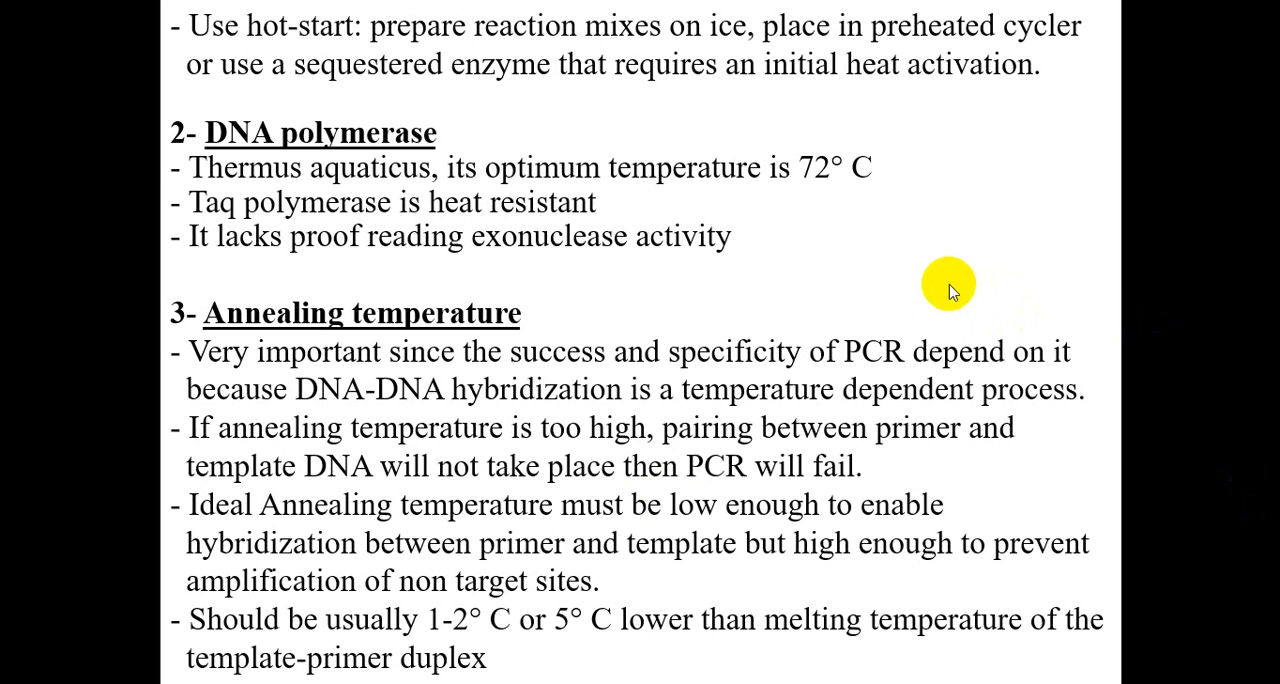 - Use hot-start: prepare reaction mixes on ice, place in preheated cycler
or use a sequestered enzyme that requires an initial heat activation.
2- DNA polymerase
- Thermus aquaticus, its optimum temperature is 72° C
- Taq polymerase is heat resistant
- It lacks proof reading exonuclease activity
3- Annealing temperature
- Very important since the success and specificity of PCR depend on it
because DNA-DNA hybridization is a temperature dependent process.
- If annealing temperature is too high, pairing between primer and
template DNA will not take place then PCR will fail.
- Ideal Annealing temperature must be low enough to enable
hybridization between primer and template but high enough to prevent
amplification of non target sites.
- Should be usually 1-2° C or 5° C lower than melting temperature of the
template-primer duplex